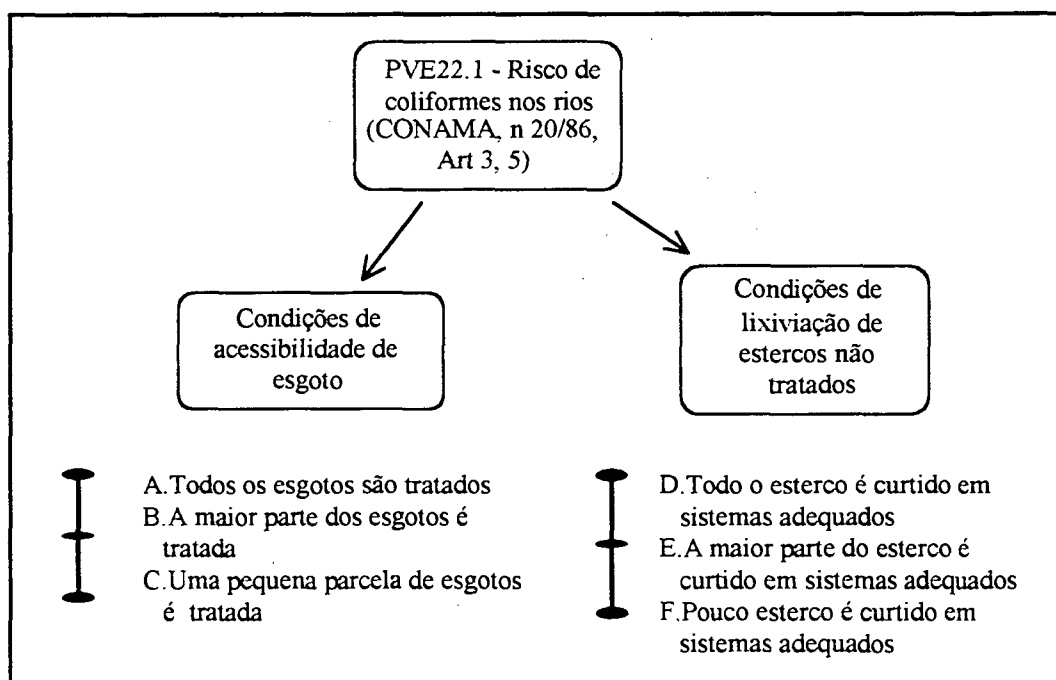 PVE22.1 - Risco de
coliformes nos rios
(CONAMA, n 20/86,
Art 3, 5)
Condições de
acessibilidade de
esgoto
Condições de
lixiviação de
estercos não
tratados
A.Todos os esgotos são tratados
B.A maior parte dos esgotos é
tratada
C.Uma pequena parcela de esgotos
é tratada
D.Todo o esterco é curtido em
sistemas adequados
E.A maior parte do esterco é
curtido em sistemas adequados
F.Pouco esterco é curtido em
sistemas adequados